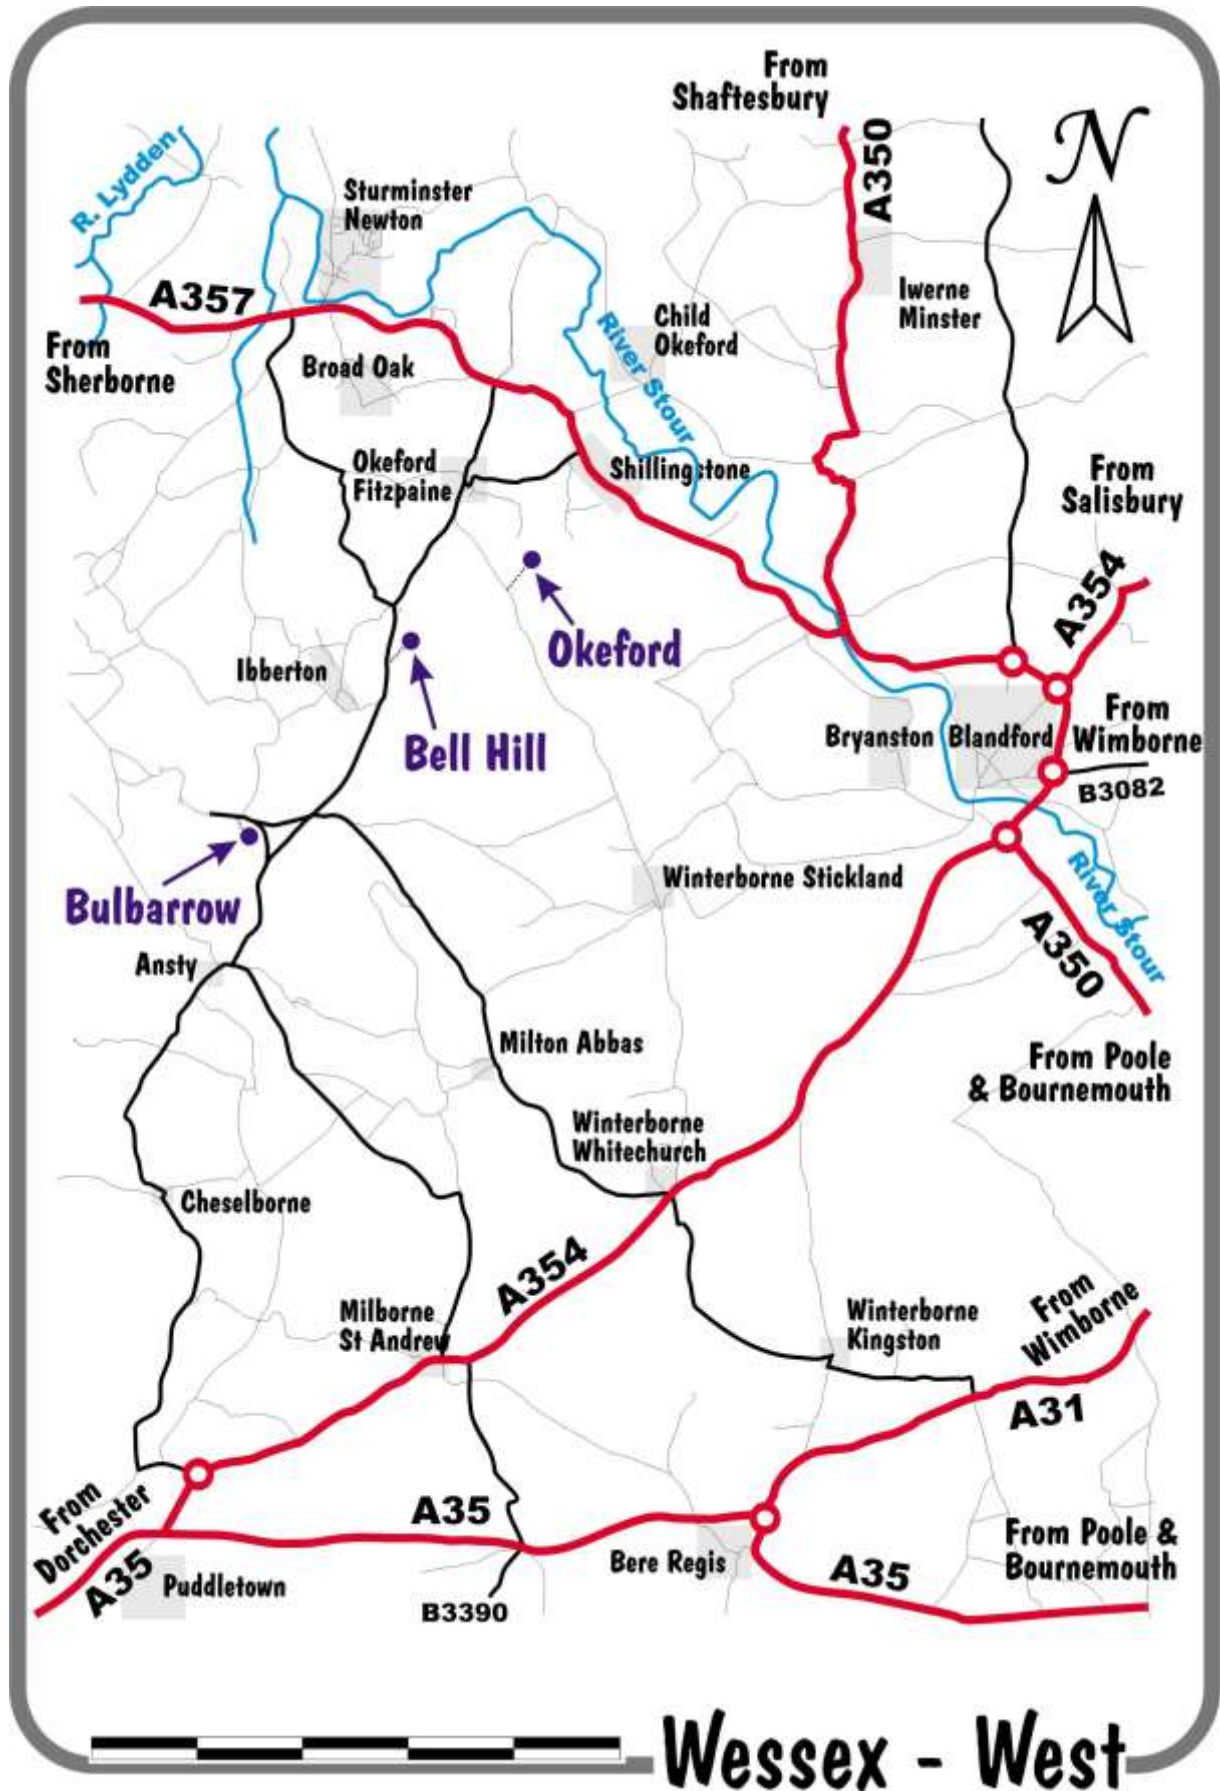 From
Shaftesbury
A350
N
R. Lydden
Sturminster
Newton
A357
Iwerne
Minster
Child
Okeford
From
Sherborne
Broad Oak
River Stour
Okeford
Fitzpaine
Shillingstone
From
Salisbury
A354
Okeford
Ibberton
Bell Hill
From
Wimborne
Bryanston
Blandford
B3082
Winterborne Stickland
Bulbarrow
River Stour
A350
Ansty
Milton Abbas
From Poole
& Bournemouth
Winterborne
Whitechurch
Cheselborne
A354
Milborne
St Andrew
Winterborne
Kingston
From
Wimborne
A31
From
Dorchester
A35
A35
From Poole &
Bournemouth
Bere Regis
A35
Puddletown
B3390
Wessex - West